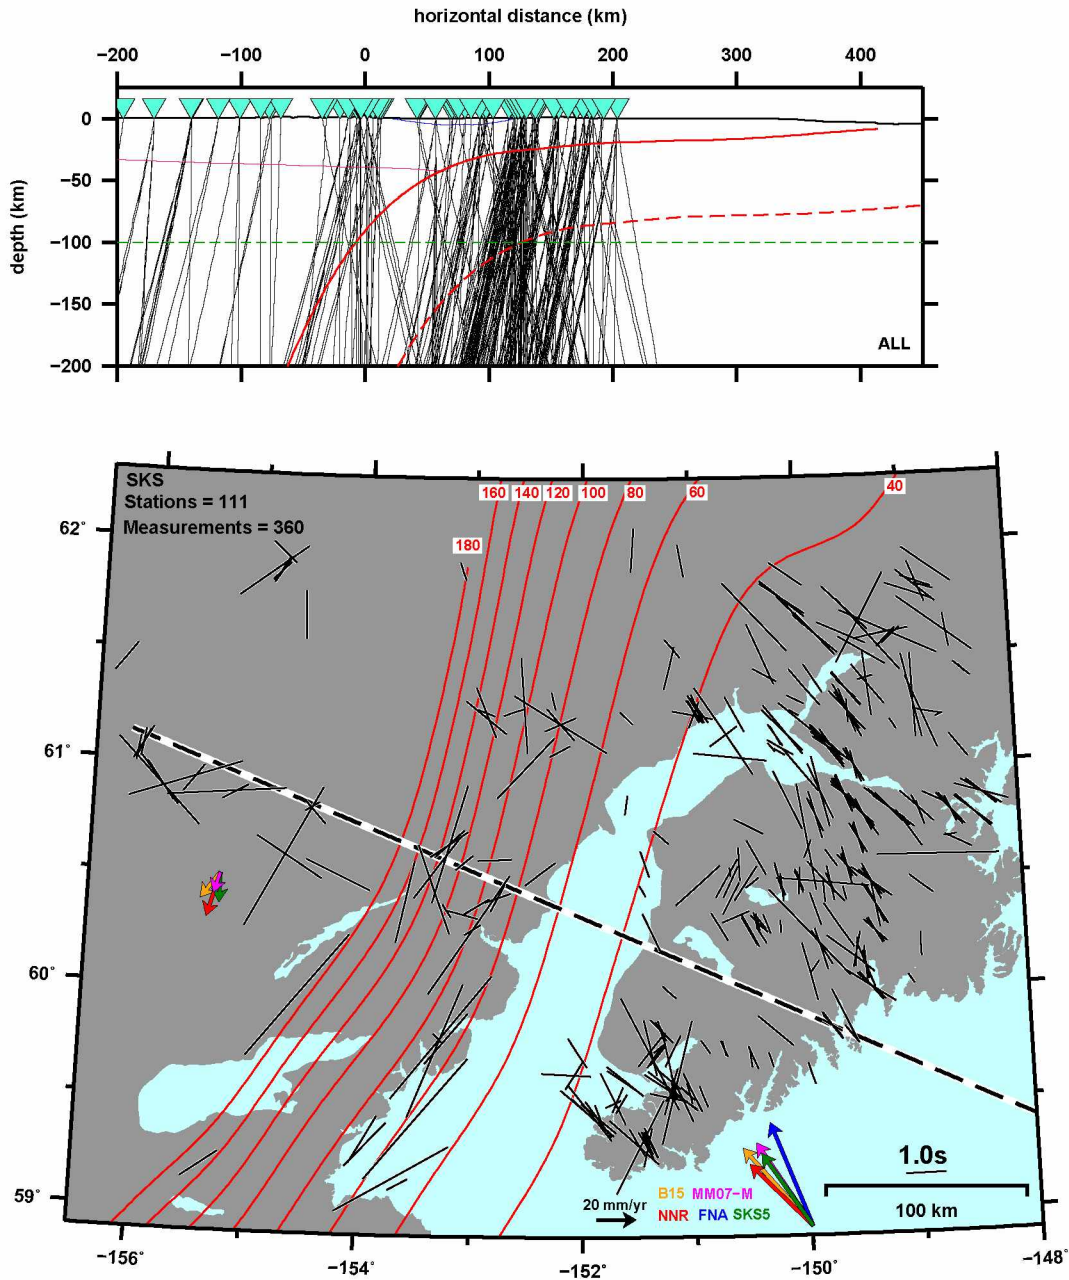 horizontal distance (km)
−200 −100 0 100 200 300 400
0
−50
−100
−150
−200
depth (km)
ALL
SKS
Stations = 111
Measurements = 360
160 140 120 100 80 60 40
180
62°
61°
60°
59°
1.0s
B15 MM07−M
20 mm/yr
NNR FNA SKS5
100 km
−156° −154° −152° −150° −148°